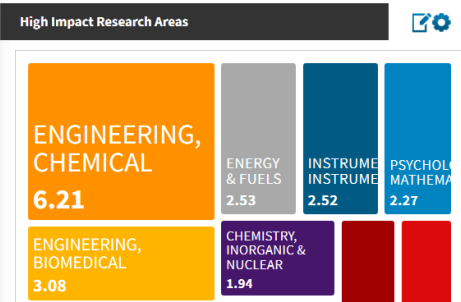 High Impact Research Areas
ENGINEERING,
CHEMICAL
6.21
ENERGY
& FUELS
2.53
INSTRUME
INSTRUME
2.52
PSYCHOLO
MATHEMA
2.27
ENGINEERING,
BIOMEDICAL
3.08
CHEMISTRY,
INORGANIC &
NUCLEAR
1.94